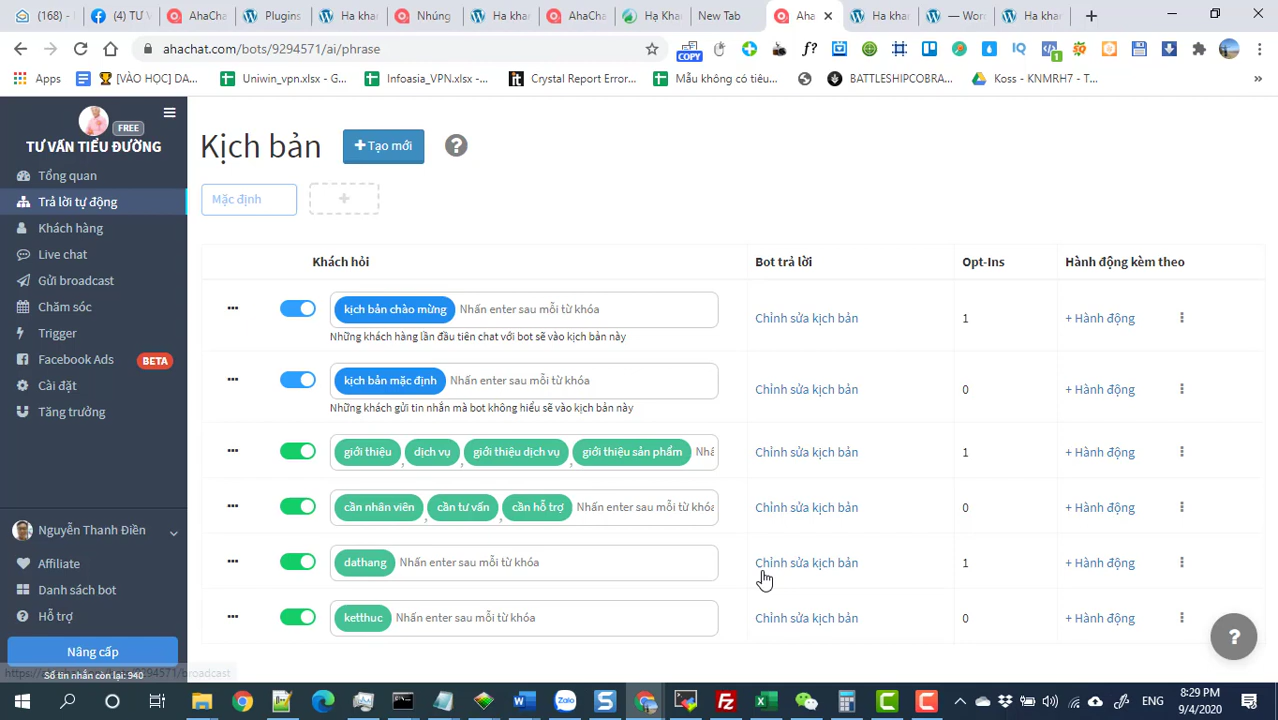 (168) -
(4) TƯ V
AhaCha
Plugins
Ha khan
Nhúng
Ha khan
AhaCha
Hạ Khan
New Tab
Aha
Ha khan
— Worr
Ha khar
ahachat.com/bots/9294571/ai/phrase
COPY
f?
IQ
1
Apps
[VÀO HỌC] DA...
Uniwin_vpn.xlsx - G...
Infoasia_VPN.xlsx -...
it
Crystal Report Error...
Mẫu không có tiêu...
BATTLESHIPCOBRA...
Koss - KNMRH7 - T...
»
FREE
TƯ VẤN TIỂU ĐƯỜNG
Tổng quan
Trả lời tự động
Khách hàng
Live chat
Gửi broadcast
Chăm sóc
Trigger
Facebook Ads BETA
Cài đặt
Tăng trưởng
Nguyễn Thanh Điền
Affiliate
Danh sách bot
Hỗ trợ
Nâng cấp
Số tin nhắn còn lại: 940
Kịch bản
+ Tạo mới
?
Mặc định
+
Khách hỏi
Bot trả lời
Opt-Ins
Hành động kèm theo
kịch bản chào mừng Nhấn enter sau mỗi từ khóa
Những khách hàng lần đầu tiên chat với bot sẽ vào kịch bản này
Chỉnh sửa kịch bản
1
+ Hành động
kịch bản mặc định Nhấn enter sau mỗi từ khóa
Những khách gửi tin nhắn mà bot không hiểu sẽ vào kịch bản này
Chỉnh sửa kịch bản
0
+ Hành động
giới thiệu , dịch vụ , giới thiệu dịch vụ , giới thiệu sản phẩm Nhấ
Chỉnh sửa kịch bản
1
+ Hành động
cần nhân viên , cần tư vấn , cần hỗ trợ Nhấn enter sau mỗi từ khóa
Chỉnh sửa kịch bản
0
+ Hành động
dathang Nhấn enter sau mỗi từ khóa
Chỉnh sửa kịch bản
1
+ Hành động
ketthuc Nhấn enter sau mỗi từ khóa
Chỉnh sửa kịch bản
0
+ Hành động
?
ENG
8:29 PM
9/4/2020